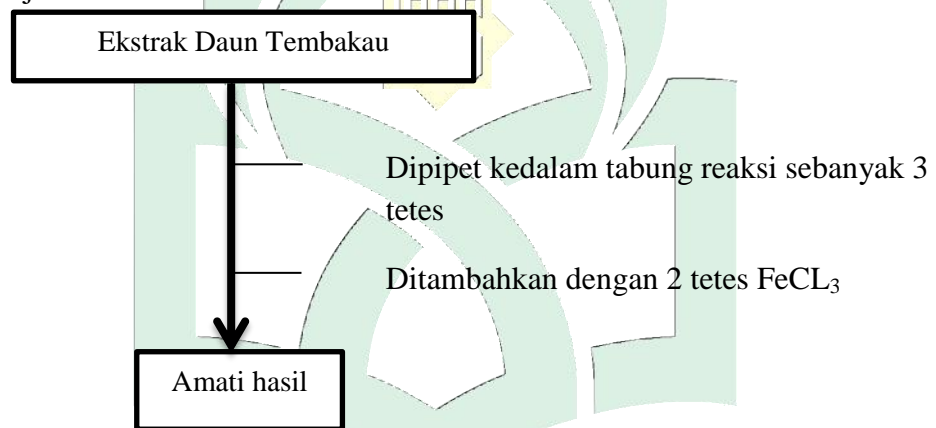 Ekstrak Daun Tembakau
Dipipet kedalam tabung reaksi sebanyak 3
tetes
Ditambahkan dengan 2 tetes FeCL₃
Amati hasil